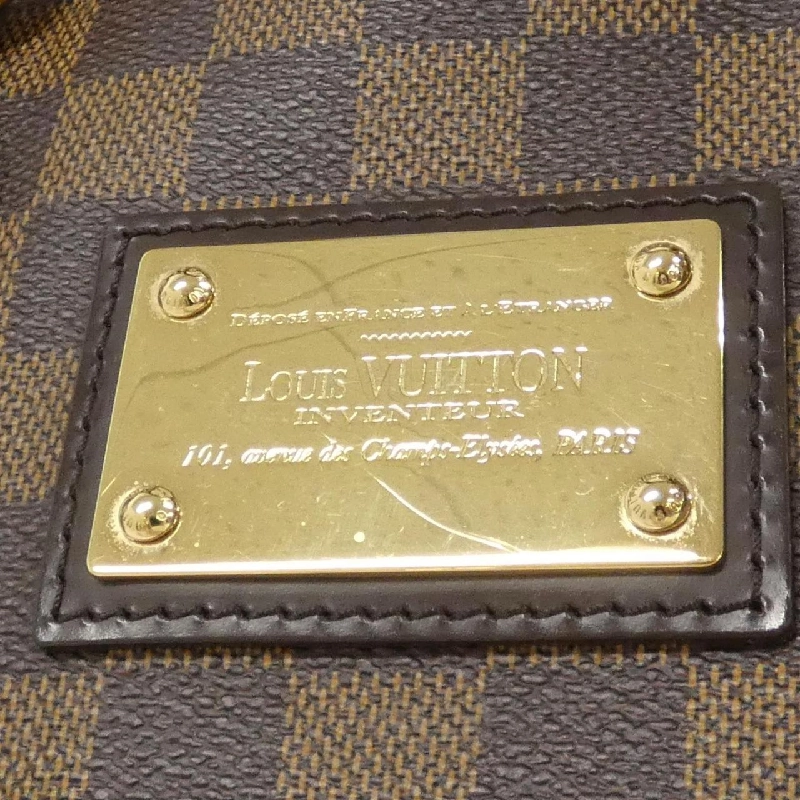 DÉPOSÉ EN FRANCE ET A L'ETRANGER
LOUIS VUITTON
INVENTEUR
101, avenue des Champs-Elysées, PARIS